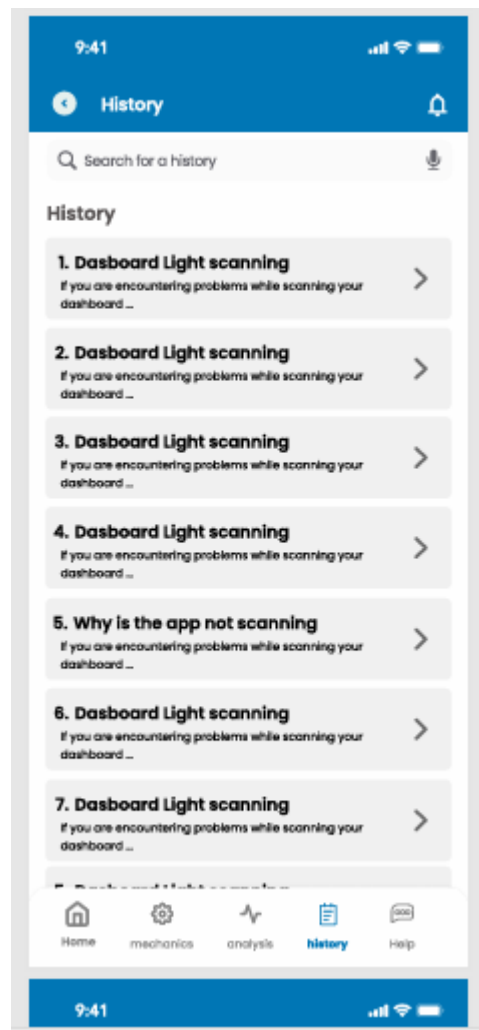 9:41
History
Search for a history
History
1. Dasboard Light scanning
If you are encountering problems while scanning your
dashboard ...
2. Dasboard Light scanning
If you are encountering problems while scanning your
dashboard ...
3. Dasboard Light scanning
If you are encountering problems while scanning your
dashboard ...
4. Dasboard Light scanning
If you are encountering problems while scanning your
dashboard ...
5. Why is the app not scanning
If you are encountering problems while scanning your
dashboard ...
6. Dasboard Light scanning
If you are encountering problems while scanning your
dashboard ...
7. Dasboard Light scanning
If you are encountering problems while scanning your
dashboard ...
Home mechanics analysis history Help
9:41